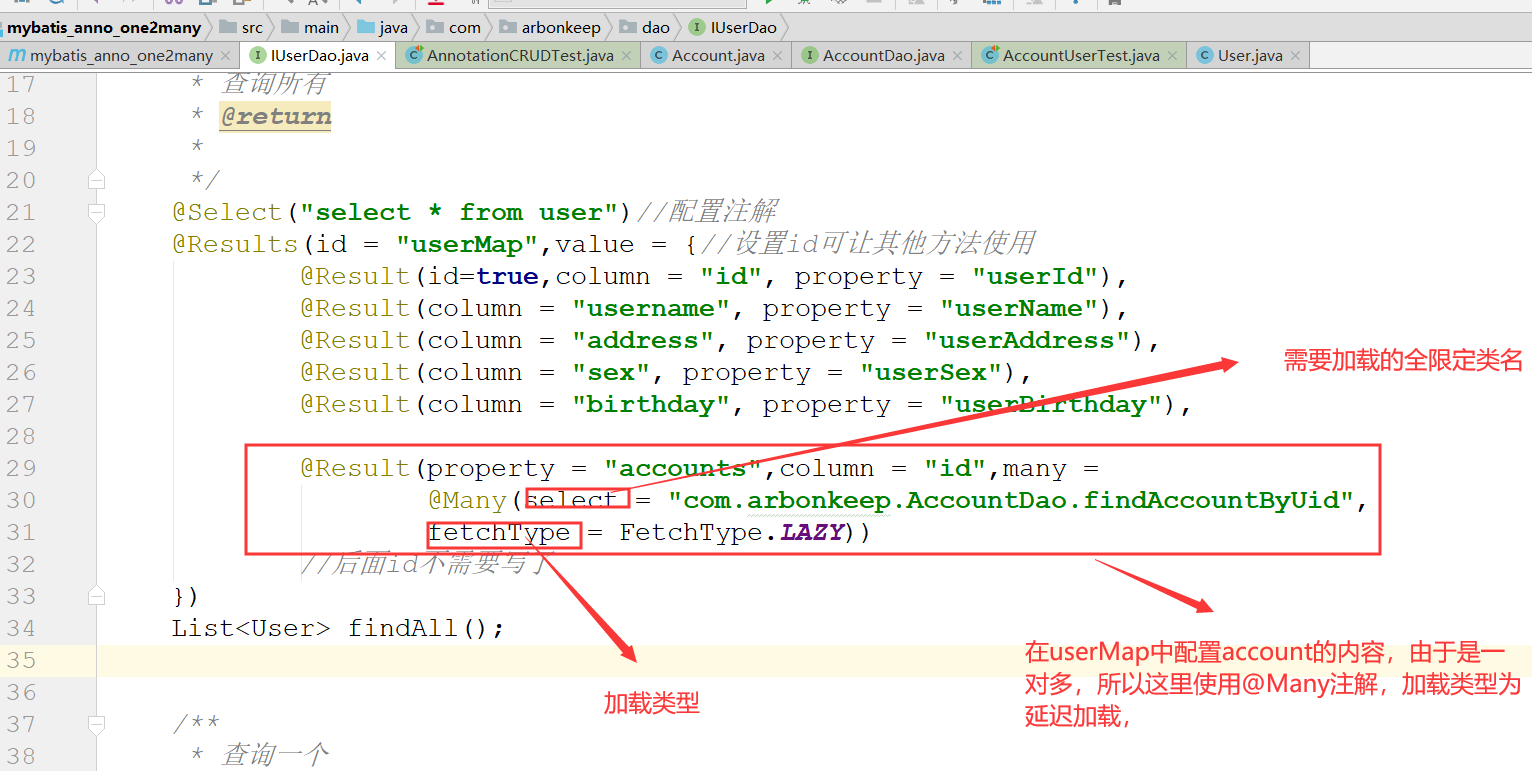 mybatis_anno_one2many src main java com arbonkeep dao IUserDao
mybatis_anno_one2many IUserDao.java AnnotationCRUDTest.java Account.java AccountDao.java AccountUserTest.java User.java
17 * 查询所有
18 * @return
19 *
20 */
21 @Select("select * from user")//配置注解
22 @Results(id = "userMap",value = {//设置id可让其他方法使用
23 @Result(id=true,column = "id", property = "userId"),
24 @Result(column = "username", property = "userName"),
25 @Result(column = "address", property = "userAddress"),
26 @Result(column = "sex", property = "userSex"),
27 @Result(column = "birthday", property = "userBirthday"),
28
29 @Result(property = "accounts",column = "id",many =
30 @Many(select = "com.arbonkeep.AccountDao.findAccountByUid",
31 fetchType = FetchType.LAZY))
32 //后面id不需要写了
33 })
34 List<User> findAll();
35
36
37 /**
38 * 查询一个
需要加载的全限定类名
加载类型
在userMap中配置account的内容，由于是一
对多，所以这里使用@Many注解，加载类型为
延迟加载，